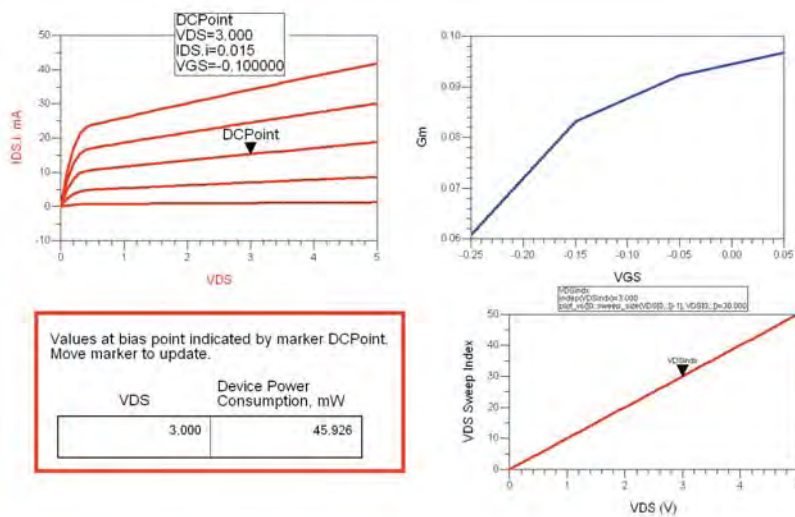 DCPoint
VDS=3.000
IDS.i=0.015
VGS=-0.100000
50
40
30
20
10
0
-10
IDS.i, mA
DCPoint
0 1 2 3 4 5
VDS
0.10
0.09
0.08
0.07
0.06
Gm
-0.25 -0.20 -0.15 -0.10 -0.05 0.00 0.05
VGS
Values at bias point indicated by marker DCPoint.
Move marker to update.
VDS
Device Power
Consumption, mW
3.000 45.926
VDSindx
50
40
30
20
10
0
VDS Sweep Index
VDSindx
0 1 2 3 4
VDS (V)